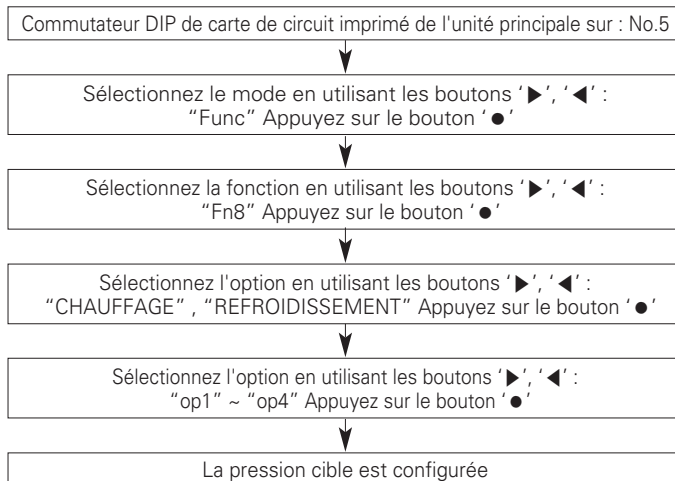 Commutateur DIP de carte de circuit imprimé de l'unité principale sur : No.5
Sélectionnez le mode en utilisant les boutons ‘▶’, ‘◀’ :
“Func” Appuyez sur le bouton ‘●’
Sélectionnez la fonction en utilisant les boutons ‘▶’, ‘◀’ :
“Fn8” Appuyez sur le bouton ‘●’
Sélectionnez l'option en utilisant les boutons ‘▶’, ‘◀’ :
“CHAUFFAGE” , “REFROIDISSEMENT” Appuyez sur le bouton ‘●’
Sélectionnez l'option en utilisant les boutons ‘▶’, ‘◀’ :
“op1” ~ “op4” Appuyez sur le bouton ‘●’
La pression cible est configurée